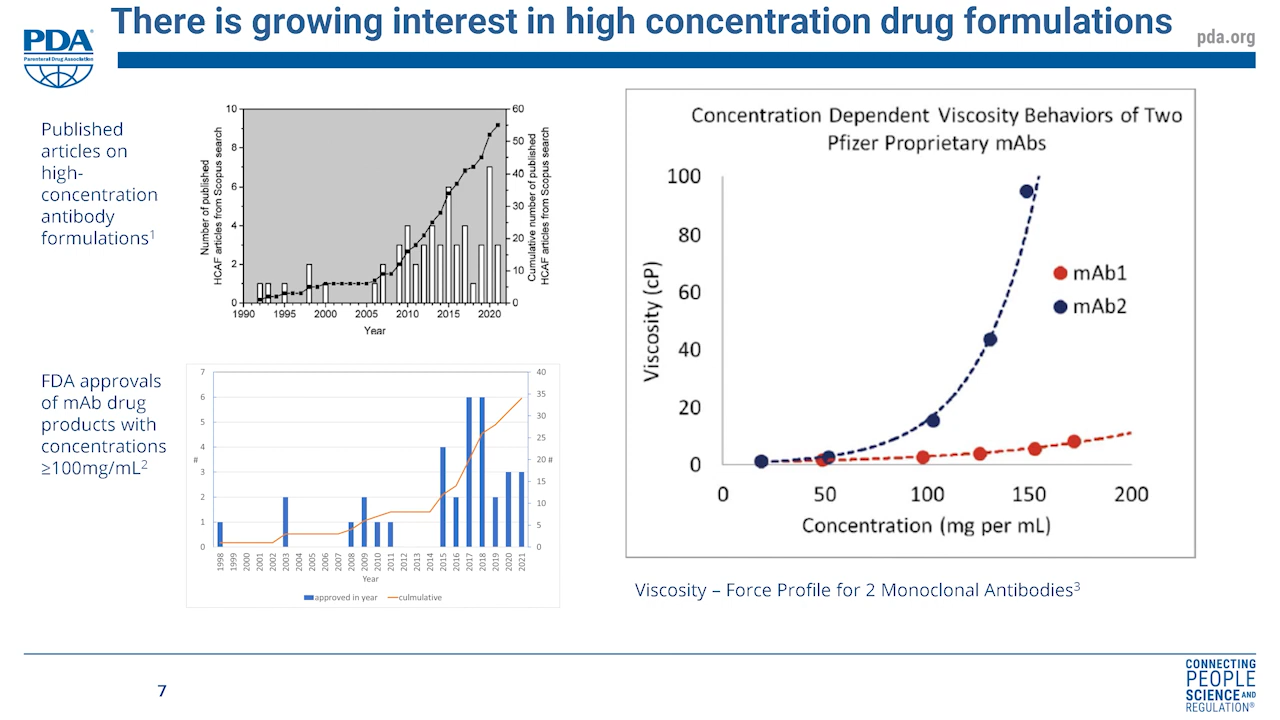 There is growing interest in high concentration drug formulations
pda.org
PDA®
Parenteral Drug Association
Published
articles on
high-
concentration
antibody
formulations1
Number of published
HCAF articles from Scopus search
10
8
6
4
2
0
60
50
40
30
20
10
0
Cumulative number of published
HCAF articles from Scopus search
1990 1995 2000 2005 2010 2015 2020
Year
FDA approvals
of mAb drug
products with
concentrations
≥100mg/mL2
7
6
5
4
3
2
1
0
#
40
35
30
25
20
15
10
5
0
#
1998 1999 2000 2001 2002 2003 2004 2005 2006 2007 2008 2009 2010 2011 2012 2013 2014 2015 2016 2017 2018 2019 2020 2021
Year
approved in year culmulative
Concentration Dependent Viscosity Behaviors of Two
Pfizer Proprietary mAbs
Viscosity (cP)
100
80
60
40
20
0
mAb1
mAb2
0 50 100 150 200
Concentration (mg per mL)
Viscosity – Force Profile for 2 Monoclonal Antibodies3
7
CONNECTING
PEOPLE
SCIENCE AND
REGULATION®